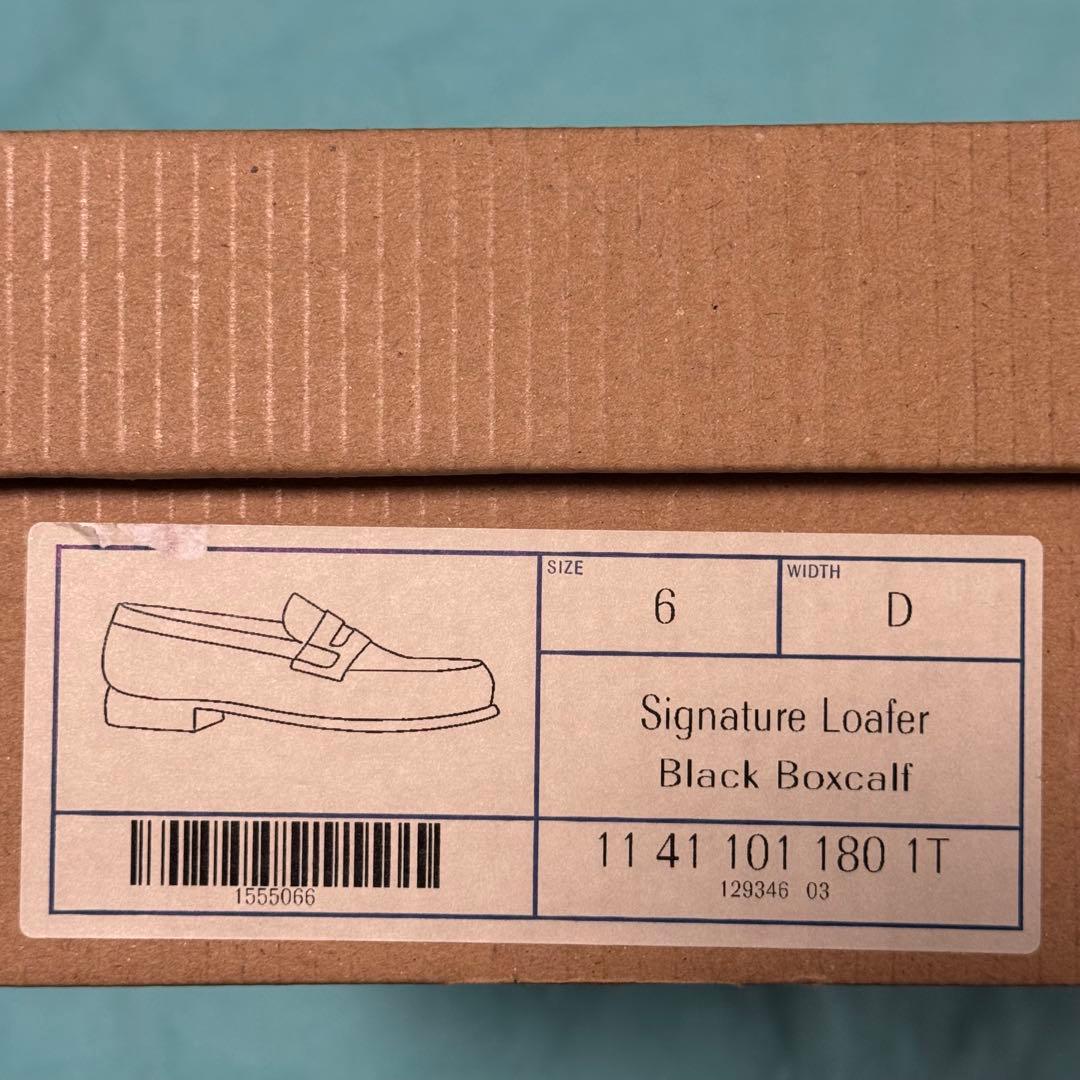 SIZE
6
WIDTH
D
Signature Loafer
Black Boxcalf
1555066
11 41 101 180 1T
129346 03